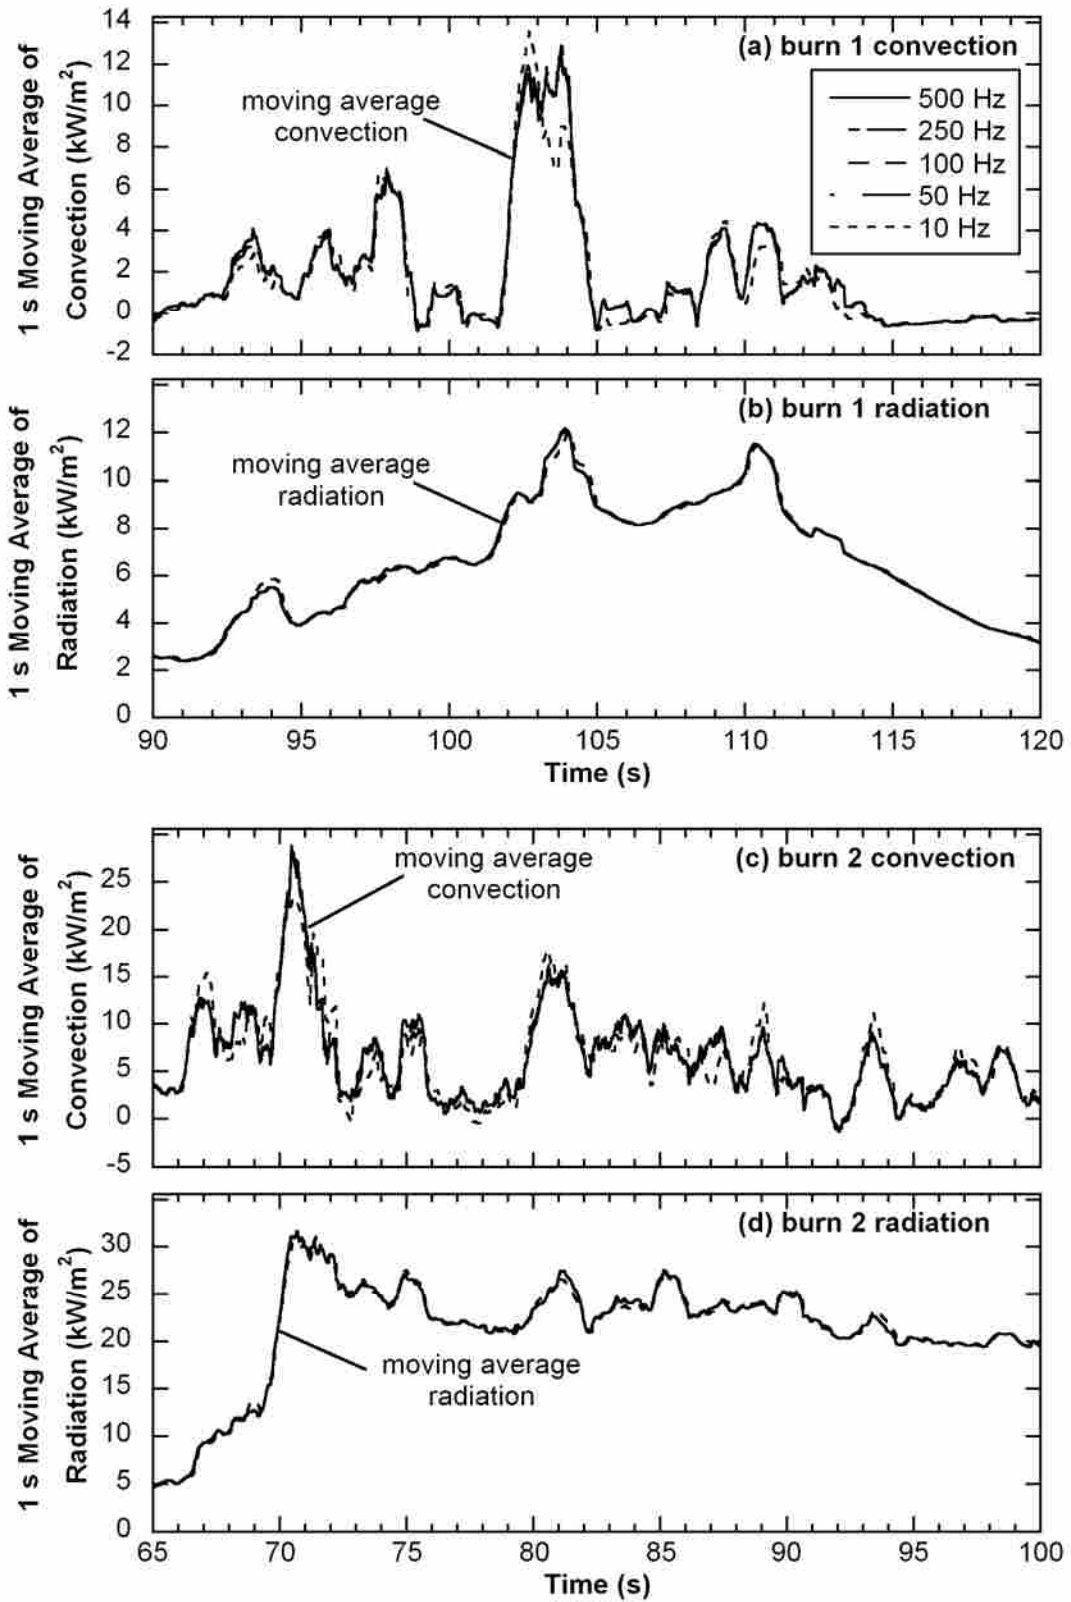 1 s Moving Average of
Convection (kW/m²)
14
12
10
8
6
4
2
0
-2
(a) burn 1 convection
moving average
convection
500 Hz
250 Hz
100 Hz
50 Hz
10 Hz
1 s Moving Average of
Radiation (kW/m²)
12
10
8
6
4
2
0
(b) burn 1 radiation
moving average
radiation
90 95 100 105 110 115 120
Time (s)
1 s Moving Average of
Convection (kW/m²)
25
20
15
10
5
0
-5
(c) burn 2 convection
moving average
convection
1 s Moving Average of
Radiation (kW/m²)
30
25
20
15
10
5
0
(d) burn 2 radiation
moving average
radiation
65 70 75 80 85 90 95 100
Time (s)